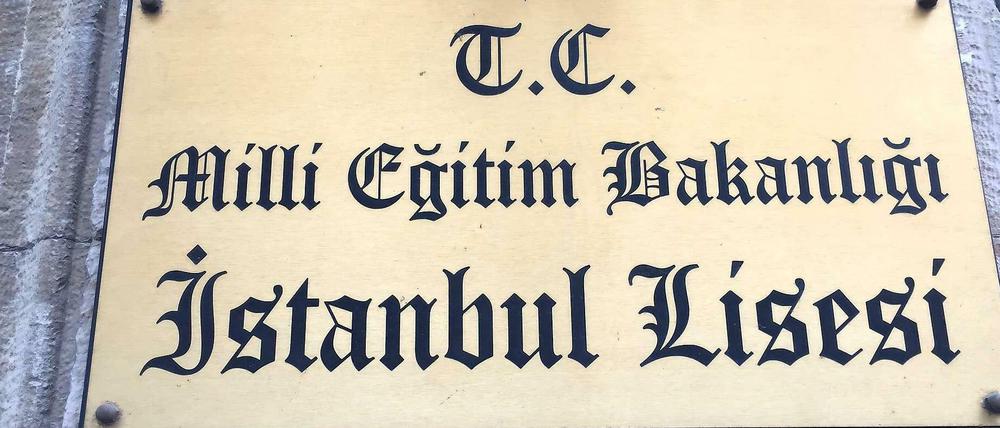 T.C.
Milli Eğitim Bakanlığı
İstanbul Lisesi